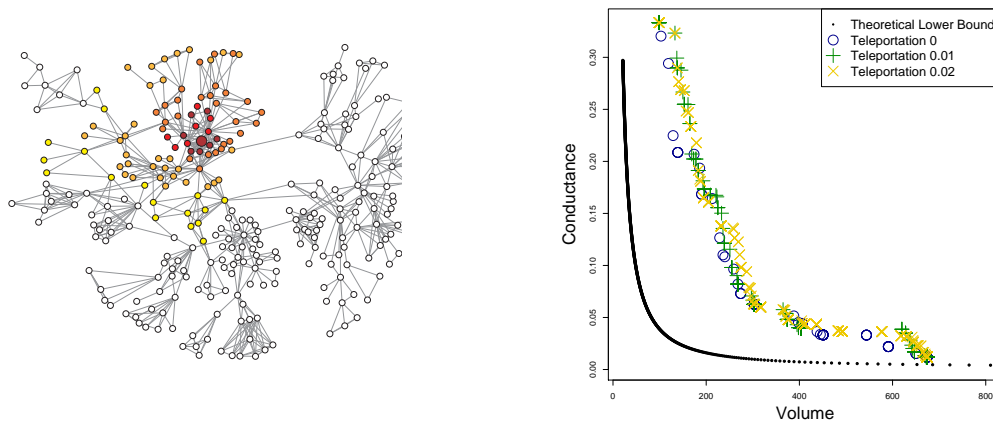 Theoretical Lower Bound
Teleportation 0
Teleportation 0.01
Teleportation 0.02
0.30
0.25
0.20
0.15
0.10
0.05
0.00
Conductance
0 200 400 600 800
Volume